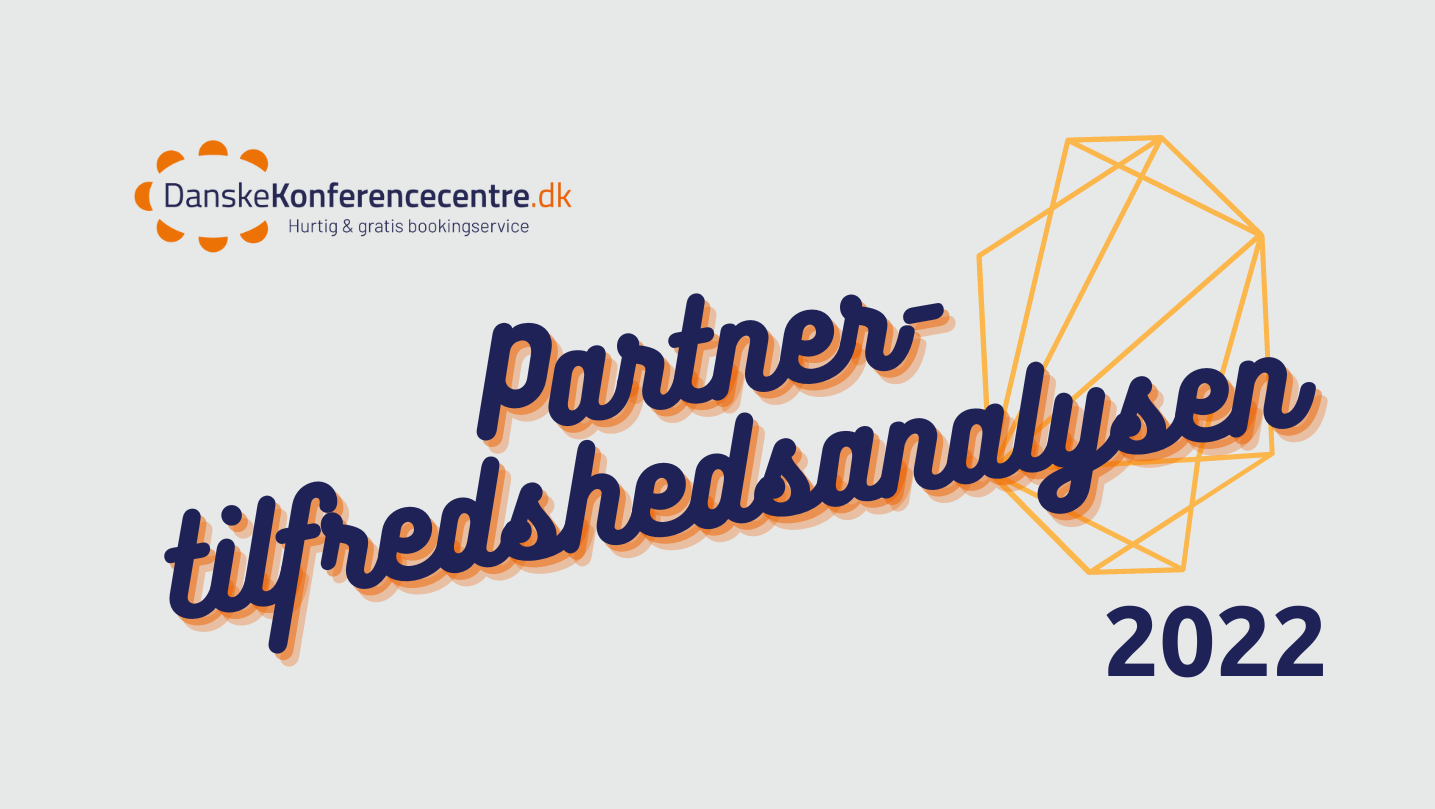 DanskeKonferencecentre.dk
Hurtig & gratis bookingservice
Partner-
tilfredshedsanalysen
2022